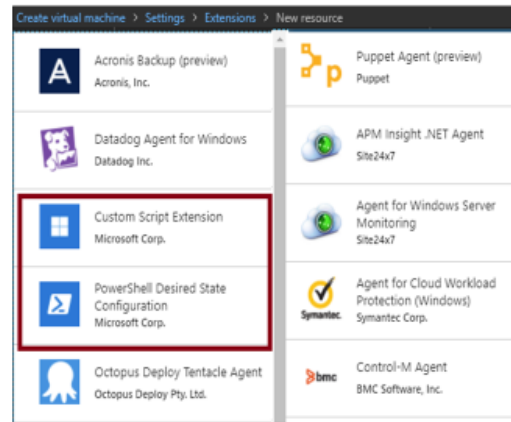 Create virtual machine > Settings > Extensions > New resource
Acronis Backup (preview)
Acronis, Inc.
Datadog Agent for Windows
Datadog Inc.
Custom Script Extension
Microsoft Corp.
PowerShell Desired State
Configuration
Microsoft Corp.
Octopus Deploy Tentacle Agent
Octopus Deploy Pty. Ltd.
Puppet Agent (preview)
Puppet
APM Insight .NET Agent
Site24x7
Agent for Windows Server
Monitoring
Site24x7
Symantec.
Agent for Cloud Workload
Protection (Windows)
Symantec Corp.
bmc
Control-M Agent
BMC Software, Inc.